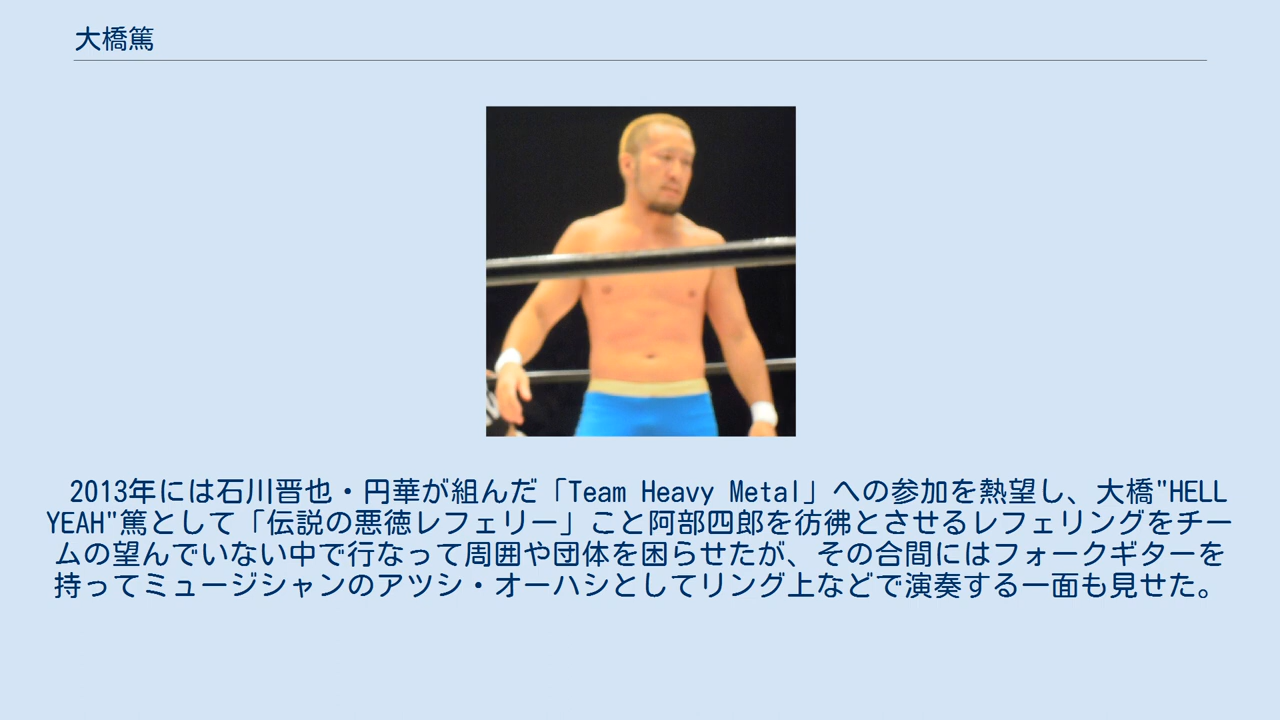 大橋篤
2013年には石川晋也・円華が組んだ「Team Heavy Metal」への参加を熱望し、大橋"HELL
YEAH"篤として「伝説の悪徳レフェリー」こと阿部四郎を彷彿とさせるレフェリングをチー
ムの望んでいない中で行なって周囲や団体を困らせたが、その合間にはフォークギターを
持ってミュージシャンのアツシ・オーハシとしてリング上などで演奏する一面も見せた。